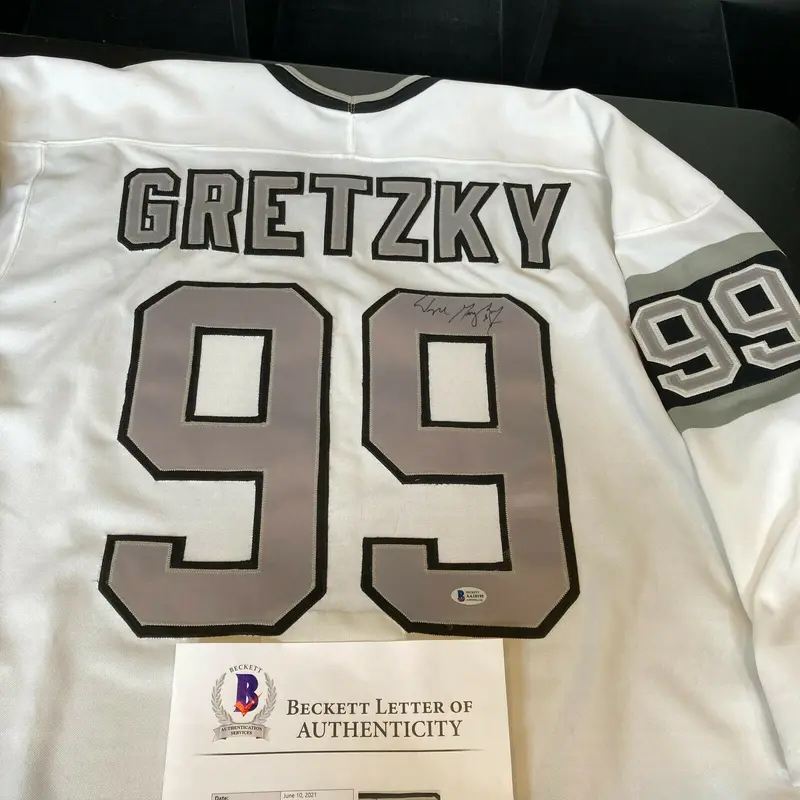 GRETZKY
99
99
BECKETT
B
AUTHENTICATION
SERVICES
BECKETT LETTER OF
AUTHENTICITY
Date: June 10, 2021